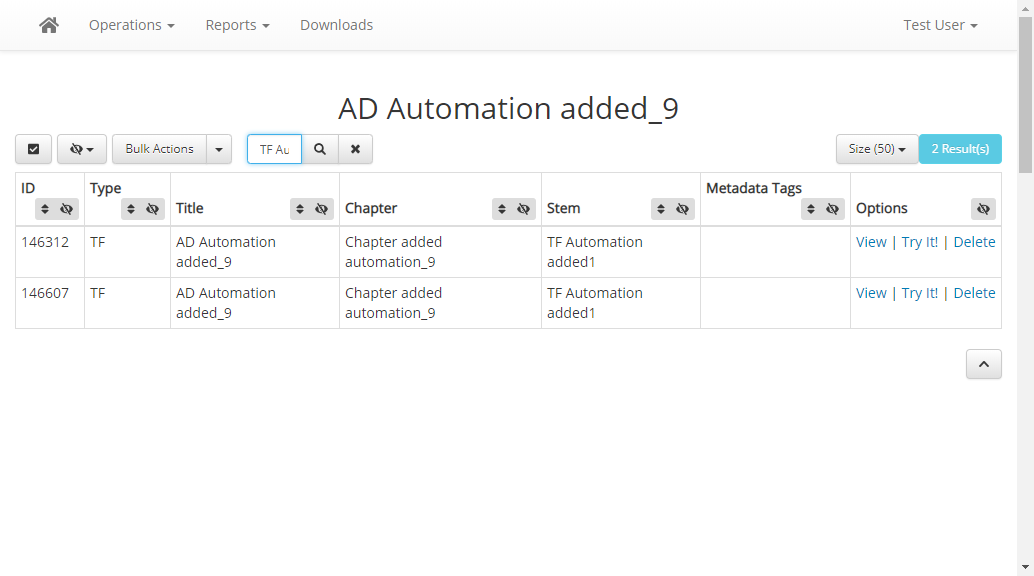 Operations Reports Downloads Test User
AD Automation added_9
Bulk Actions TF Au Size (50) 2 Result(s)
ID Type Title Chapter Stem Metadata Tags Options
146312 TF AD Automation added_9 Chapter added automation_9 TF Automation added1 View | Try It! | Delete
146607 TF AD Automation added_9 Chapter added automation_9 TF Automation added1 View | Try It! | Delete